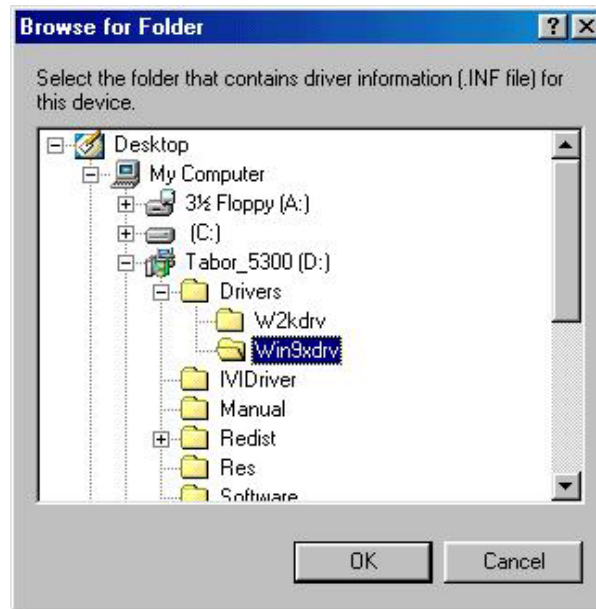 Browse for Folder
Select the folder that contains driver information (.INF file) for
this device.
Desktop
My Computer
3½ Floppy (A:)
(C:)
Tabor_5300 (D:)
Drivers
W2kdrv
Win9xdrv
IVIDriver
Manual
Redist
Res
Software
OK Cancel